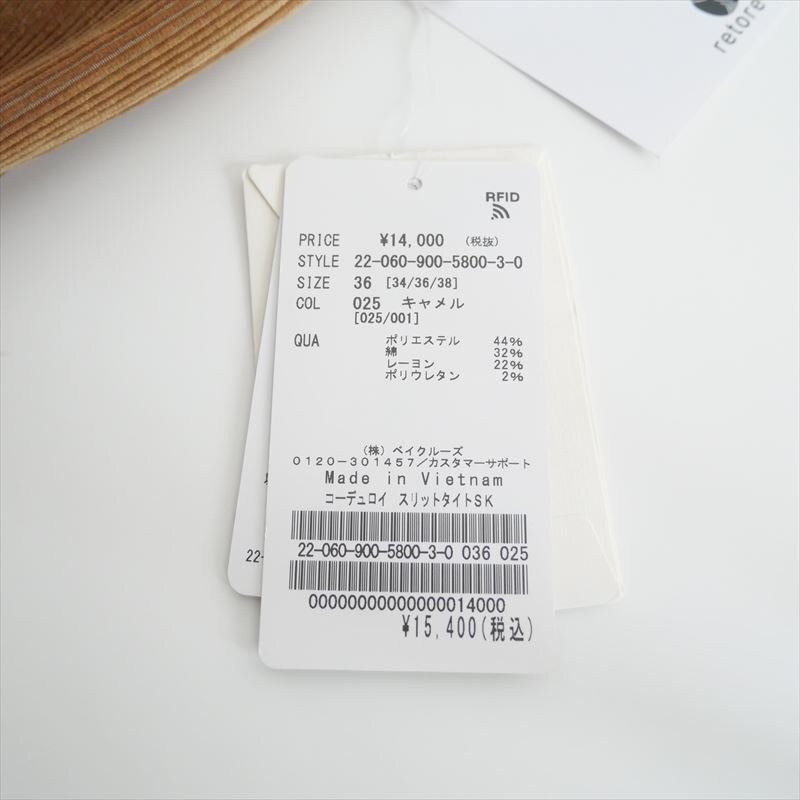 retore
RFID
PRICE ¥14,000 (税抜)
STYLE 22-060-900-5800-3-0
SIZE 36 [34/36/38]
COL 025 キャメル
[025/001]
QUA ポリエステル 44%
綿 32%
レーヨン 22%
ポリウレタン 2%
(株) ベイクルーズ
0120-301457/カスタマーサポート
Made in Vietnam
コーデュロイ スリットタイトSK
22-060-900-5800-3-0 036 025
00000000000000014000
¥15,400(税込)
22-